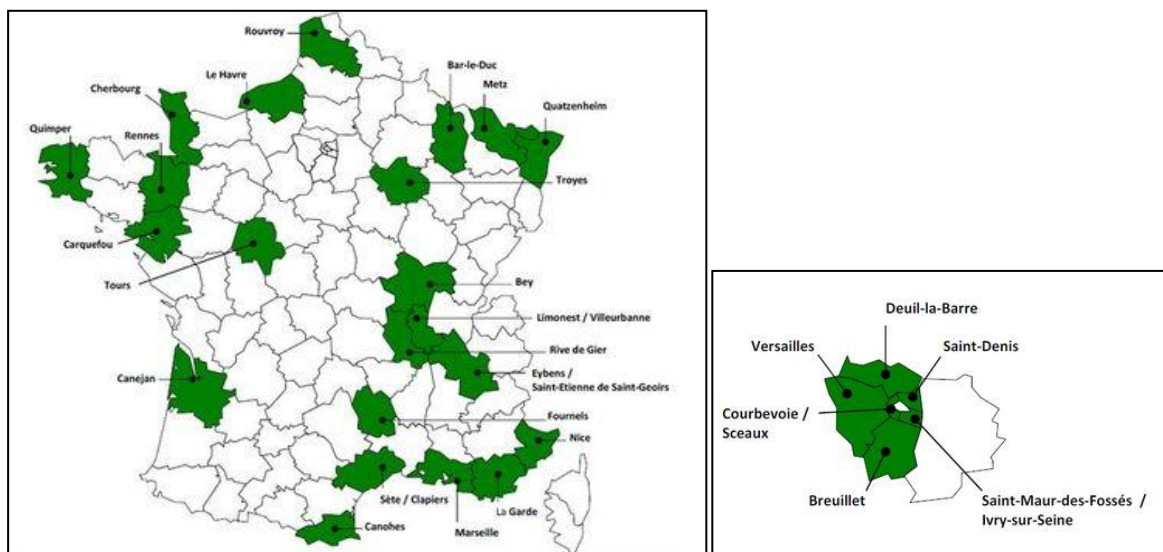 Rouvroy
Bar-le-Duc
Le Havre
Metz
Cherbourg
Quatzenheim
Quimper
Rennes
Troyes
Carquefou
Tours
Bey
Limonest / Villeurbanne
Rive de Gier
Canejan
Eybens /
Saint-Etienne de Saint-Geoirs
Fournels
Nice
Sète / Clapiers
La Garde
Canohes
Marseille
Deuil-la-Barre
Versailles
Saint-Denis
Courbevoie /
Sceaux
Breuillet
Saint-Maur-des-Fossés /
Ivry-sur-Seine